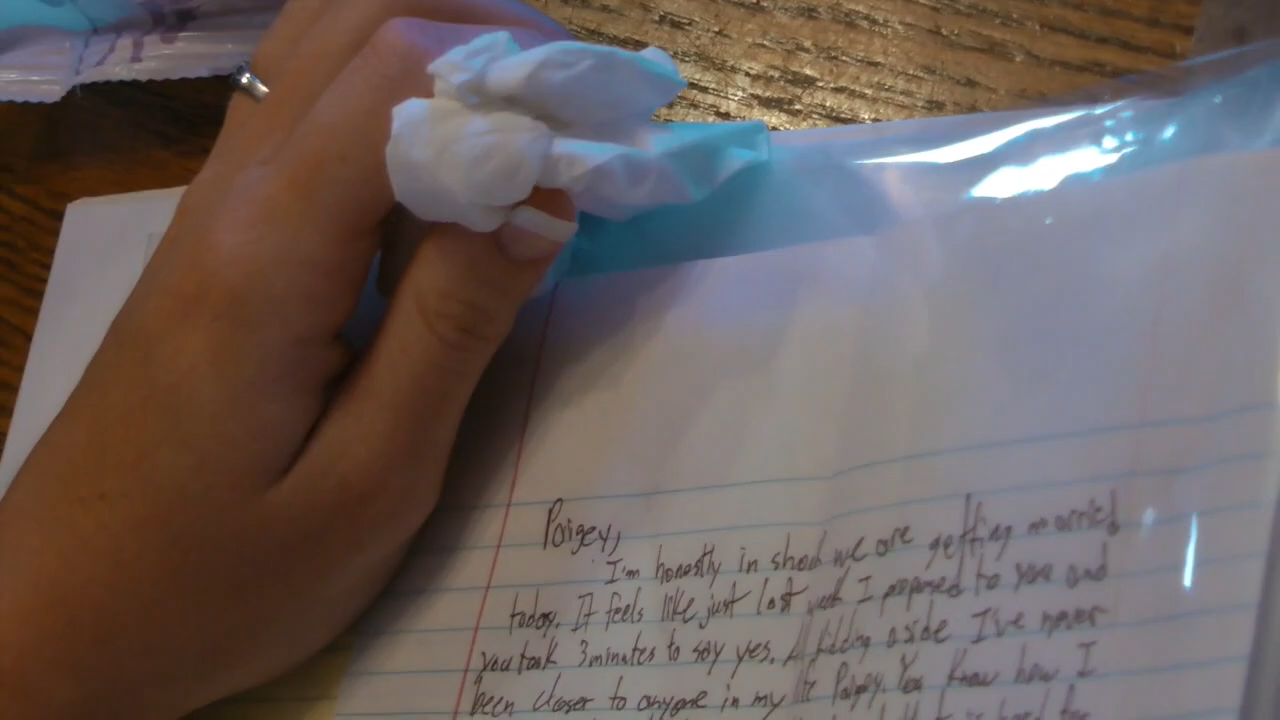 Paigey,
I'm honestly in shock we are getting married
today. It feels like just last week I proposed to you and
you took 3 minutes to say yes. All kidding aside I've never
been closer to anyone in my life Paigey. You know how I